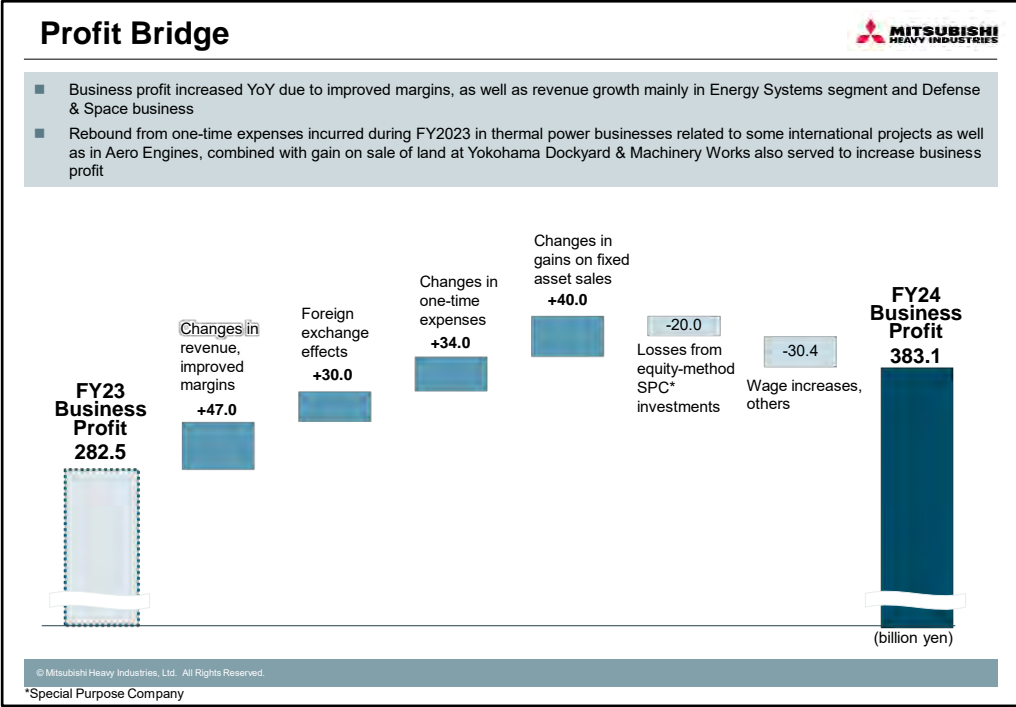 Profit Bridge
MITSUBISHI
HEAVY INDUSTRIES
Business profit increased YoY due to improved margins, as well as revenue growth mainly in Energy Systems segment and Defense
& Space business
Rebound from one-time expenses incurred during FY2023 in thermal power businesses related to some international projects as well
as in Aero Engines, combined with gain on sale of land at Yokohama Dockyard & Machinery Works also served to increase business
profit
FY23
Business
Profit
282.5
Changes in
revenue,
improved
margins
+47.0
Foreign
exchange
effects
+30.0
Changes in
one-time
expenses
+34.0
Changes in
gains on fixed
asset sales
+40.0
-20.0
Losses from
equity-method
SPC*
investments
-30.4
Wage increases,
others
FY24
Business
Profit
383.1
(billion yen)
© Mitsubishi Heavy Industries, Ltd. All Rights Reserved.
*Special Purpose Company